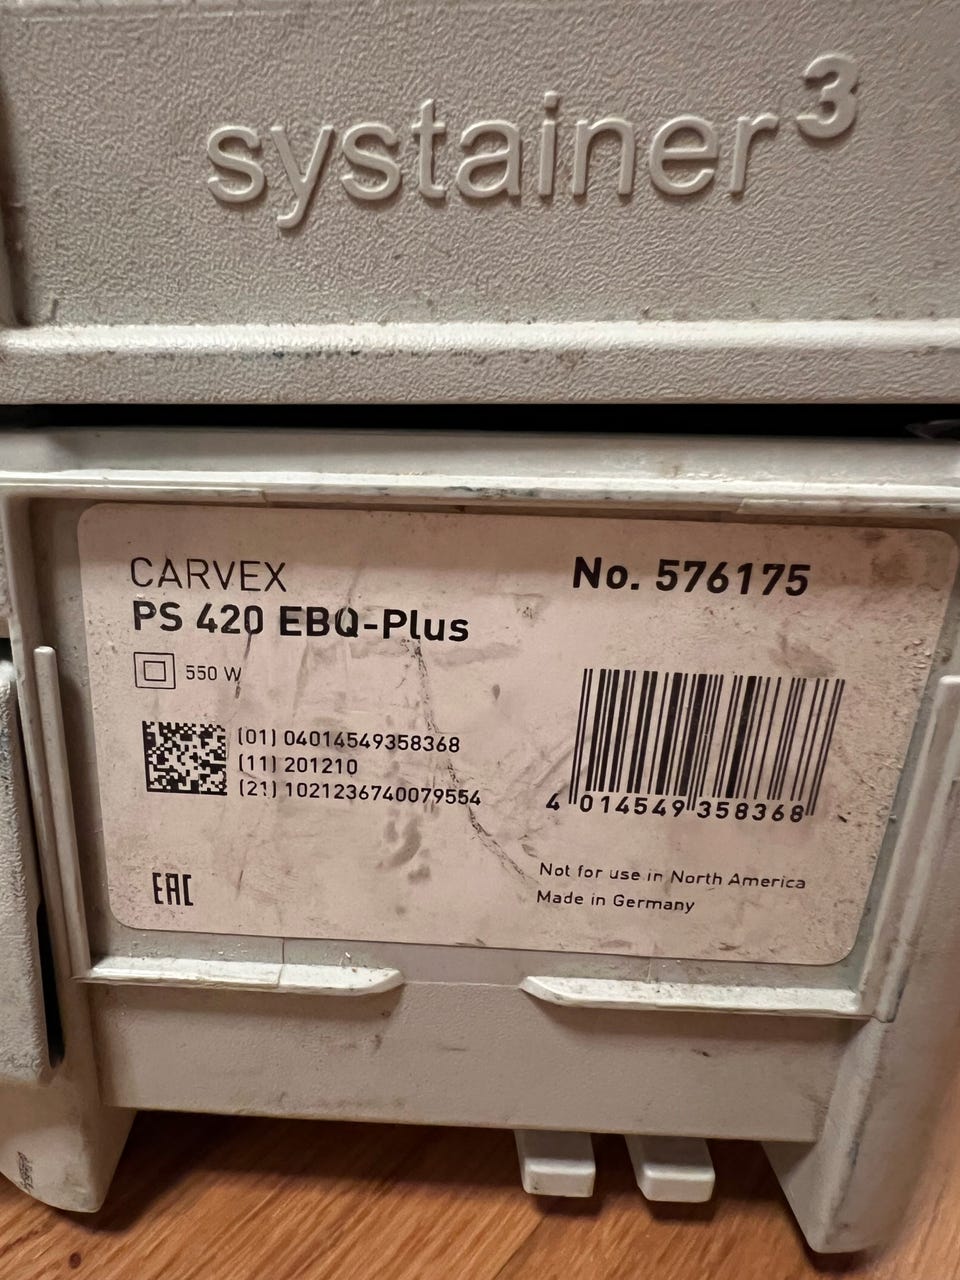 systainer³
CARVEX
PS 420 EBQ-Plus
550 W
No. 576175
(01) 04014549358368
(11) 201210
(21) 1021236740079554
4 014549 358368
EAC
Not for use in North America
Made in Germany